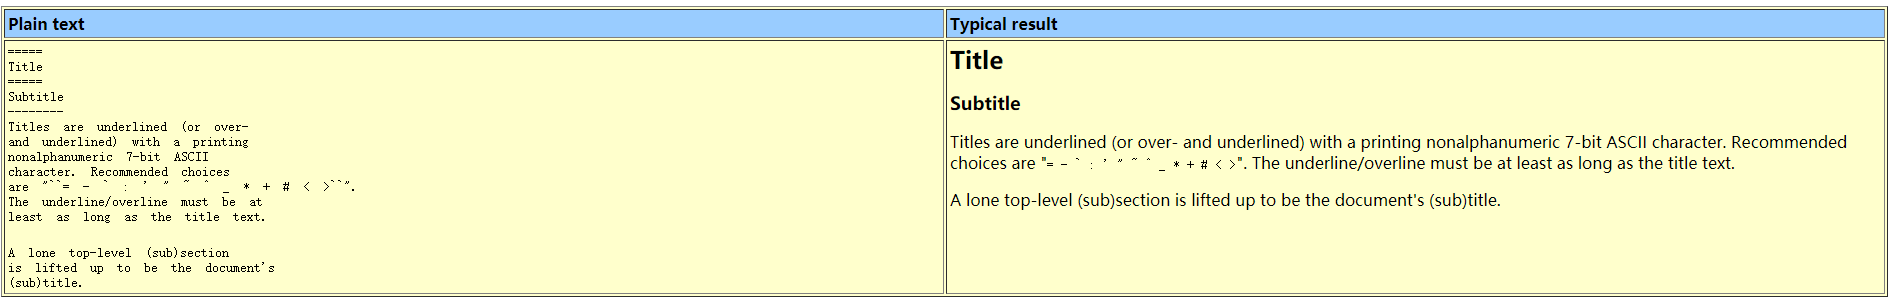 Plain text
Typical result
=====
Title
=====
Subtitle
--------
Titles are underlined (or over-
and underlined) with a printing
nonalphanumeric 7-bit ASCII
character. Recommended choices
are "``= - ` : ' " ~ ^ _ * + # < >``".
The underline/overline must be at
least as long as the title text.

A lone top-level (sub)section
is lifted up to be the document's
(sub)title.
Title
Subtitle
Titles are underlined (or over- and underlined) with a printing nonalphanumeric 7-bit ASCII character. Recommended
choices are "= - ` : ' " ~ ^ _ * + # < >". The underline/overline must be at least as long as the title text.
A lone top-level (sub)section is lifted up to be the document's (sub)title.